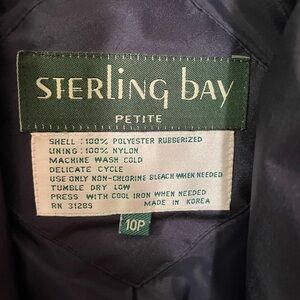 STERLING BAY
PETITE
SHELL : 100% POLYESTER RUBBERIZED
LINING : 100% NYLON
MACHINE WASH COLD
DELICATE CYCLE
USE ONLY NON-CHLORINE BLEACH WHEN NEEDED
TUMBLE DRY LOW
PRESS WITH COOL IRON WHEN NEEDED
RN 31289 MADE IN KOREA
10P